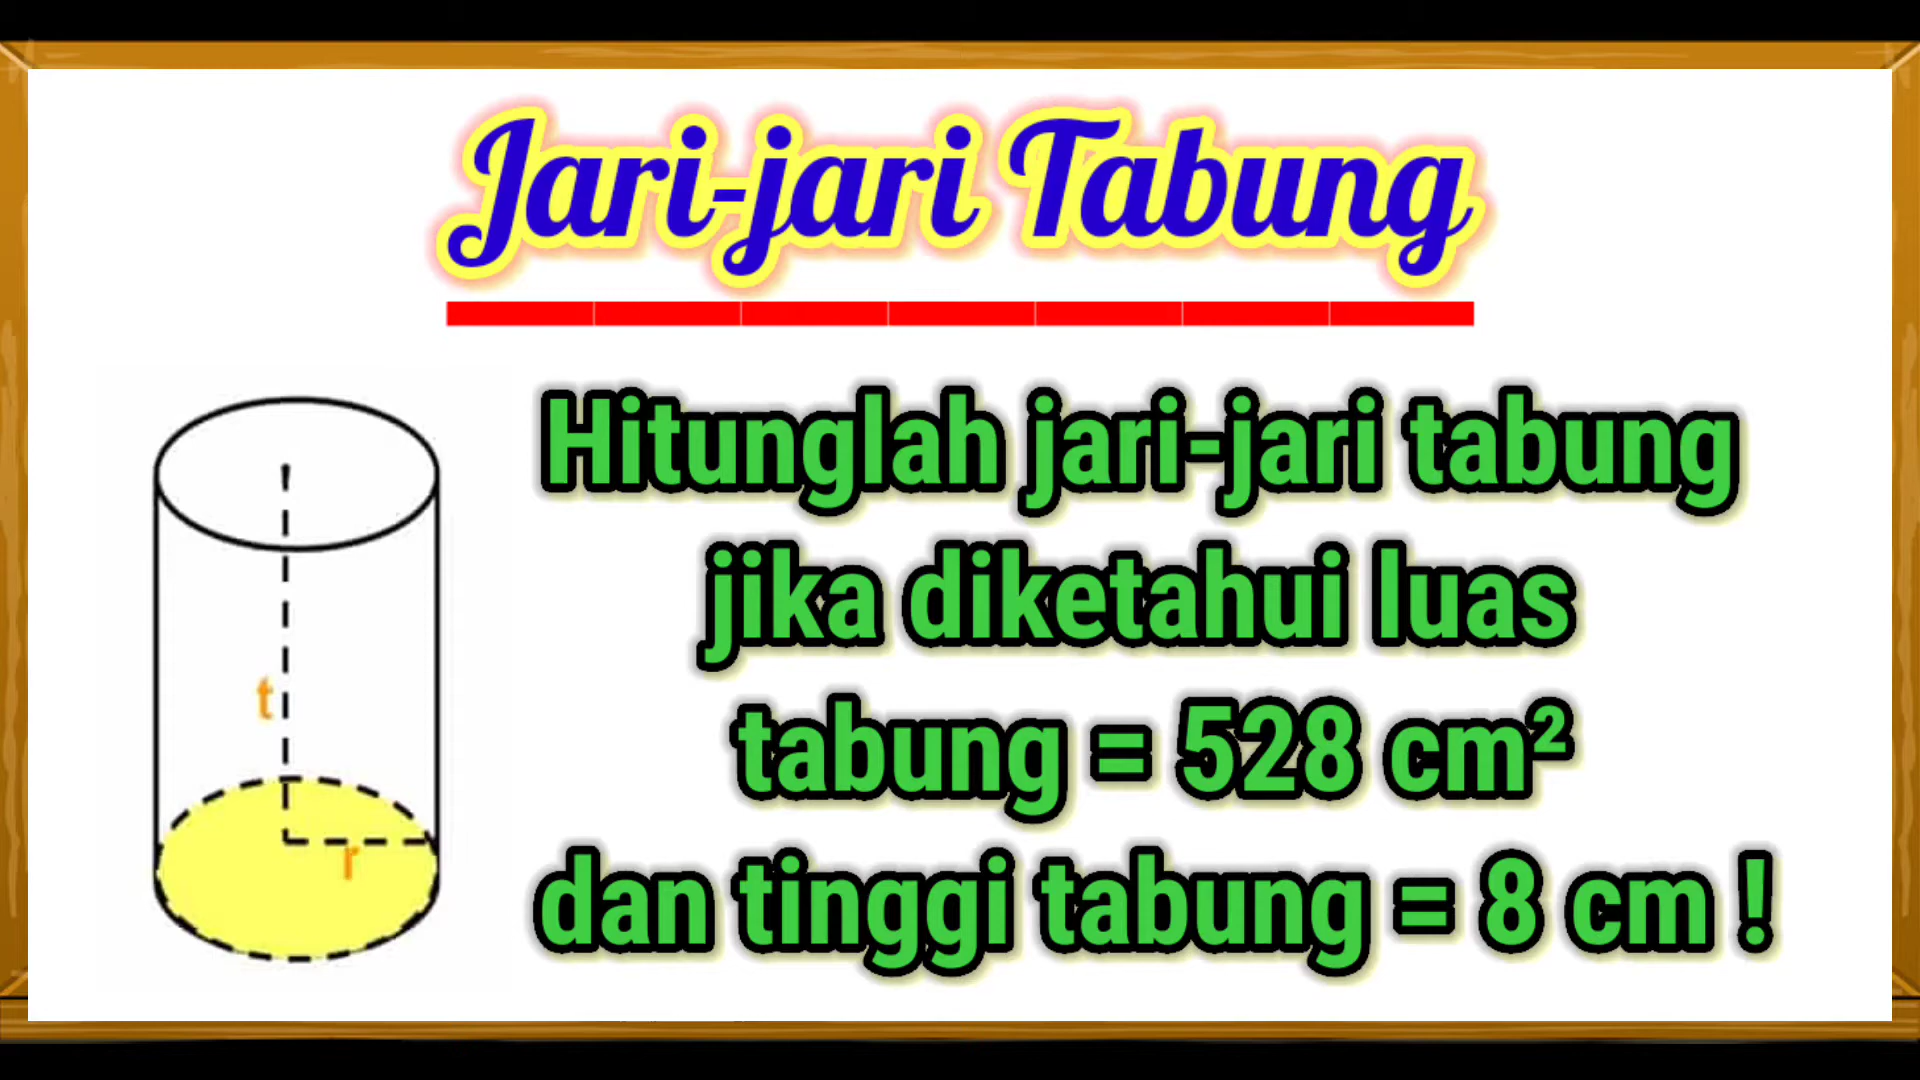 Jari-jari Tabung
Hitunglah jari-jari tabung
jika diketahui luas
tabung = 528 cm²
dan tinggi tabung = 8 cm !
t
r